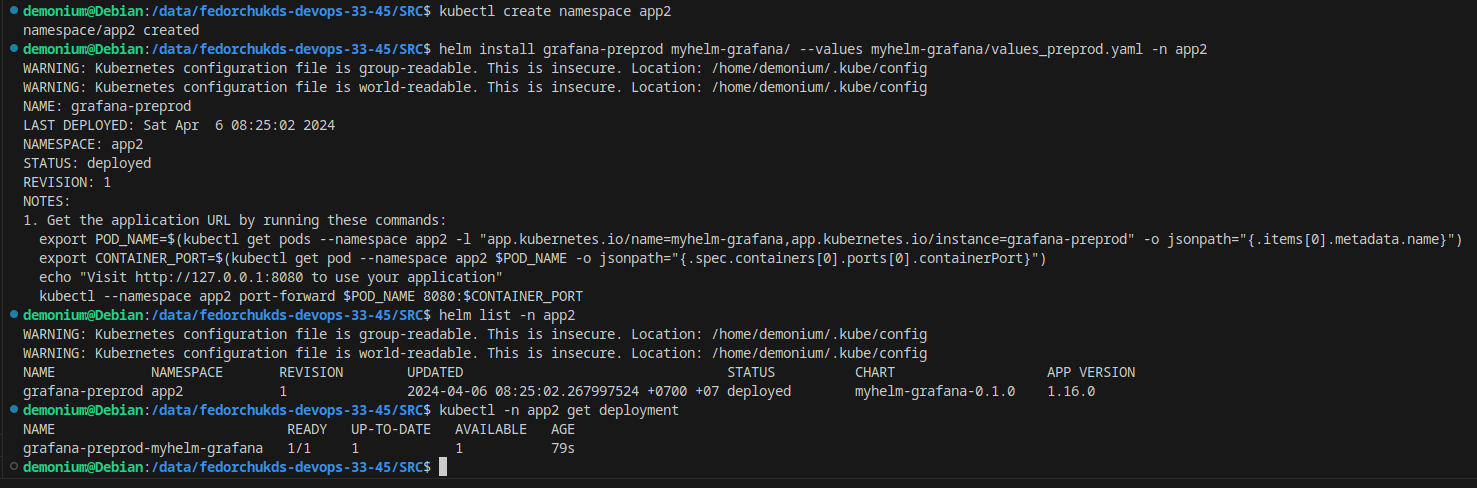 demonium@Debian:/data/fedorchukds-devops-33-45/SRC$ kubectl create namespace app2
namespace/app2 created
demonium@Debian:/data/fedorchukds-devops-33-45/SRC$ helm install grafana-preprod myhelm-grafana/ --values myhelm-grafana/values_preprod.yaml -n app2
WARNING: Kubernetes configuration file is group-readable. This is insecure. Location: /home/demonium/.kube/config
WARNING: Kubernetes configuration file is world-readable. This is insecure. Location: /home/demonium/.kube/config
NAME: grafana-preprod
LAST DEPLOYED: Sat Apr  6 08:25:02 2024
NAMESPACE: app2
STATUS: deployed
REVISION: 1
NOTES:
1. Get the application URL by running these commands:
  export POD_NAME=$(kubectl get pods --namespace app2 -l "app.kubernetes.io/name=myhelm-grafana,app.kubernetes.io/instance=grafana-preprod" -o jsonpath="{.items[0].metadata.name}")
  export CONTAINER_PORT=$(kubectl get pod --namespace app2 $POD_NAME -o jsonpath="{.spec.containers[0].ports[0].containerPort}")
  echo "Visit http://127.0.0.1:8080 to use your application"
  kubectl --namespace app2 port-forward $POD_NAME 8080:$CONTAINER_PORT
demonium@Debian:/data/fedorchukds-devops-33-45/SRC$ helm list -n app2
WARNING: Kubernetes configuration file is group-readable. This is insecure. Location: /home/demonium/.kube/config
WARNING: Kubernetes configuration file is world-readable. This is insecure. Location: /home/demonium/.kube/config
NAME            NAMESPACE       REVISION        UPDATED                                 STATUS          CHART                   APP VERSION
grafana-preprod app2            1               2024-04-06 08:25:02.267997524 +0700 +07 deployed        myhelm-grafana-0.1.0    1.16.0
demonium@Debian:/data/fedorchukds-devops-33-45/SRC$ kubectl -n app2 get deployment
NAME                             READY   UP-TO-DATE   AVAILABLE   AGE
grafana-preprod-myhelm-grafana   1/1     1            1           79s
demonium@Debian:/data/fedorchukds-devops-33-45/SRC$